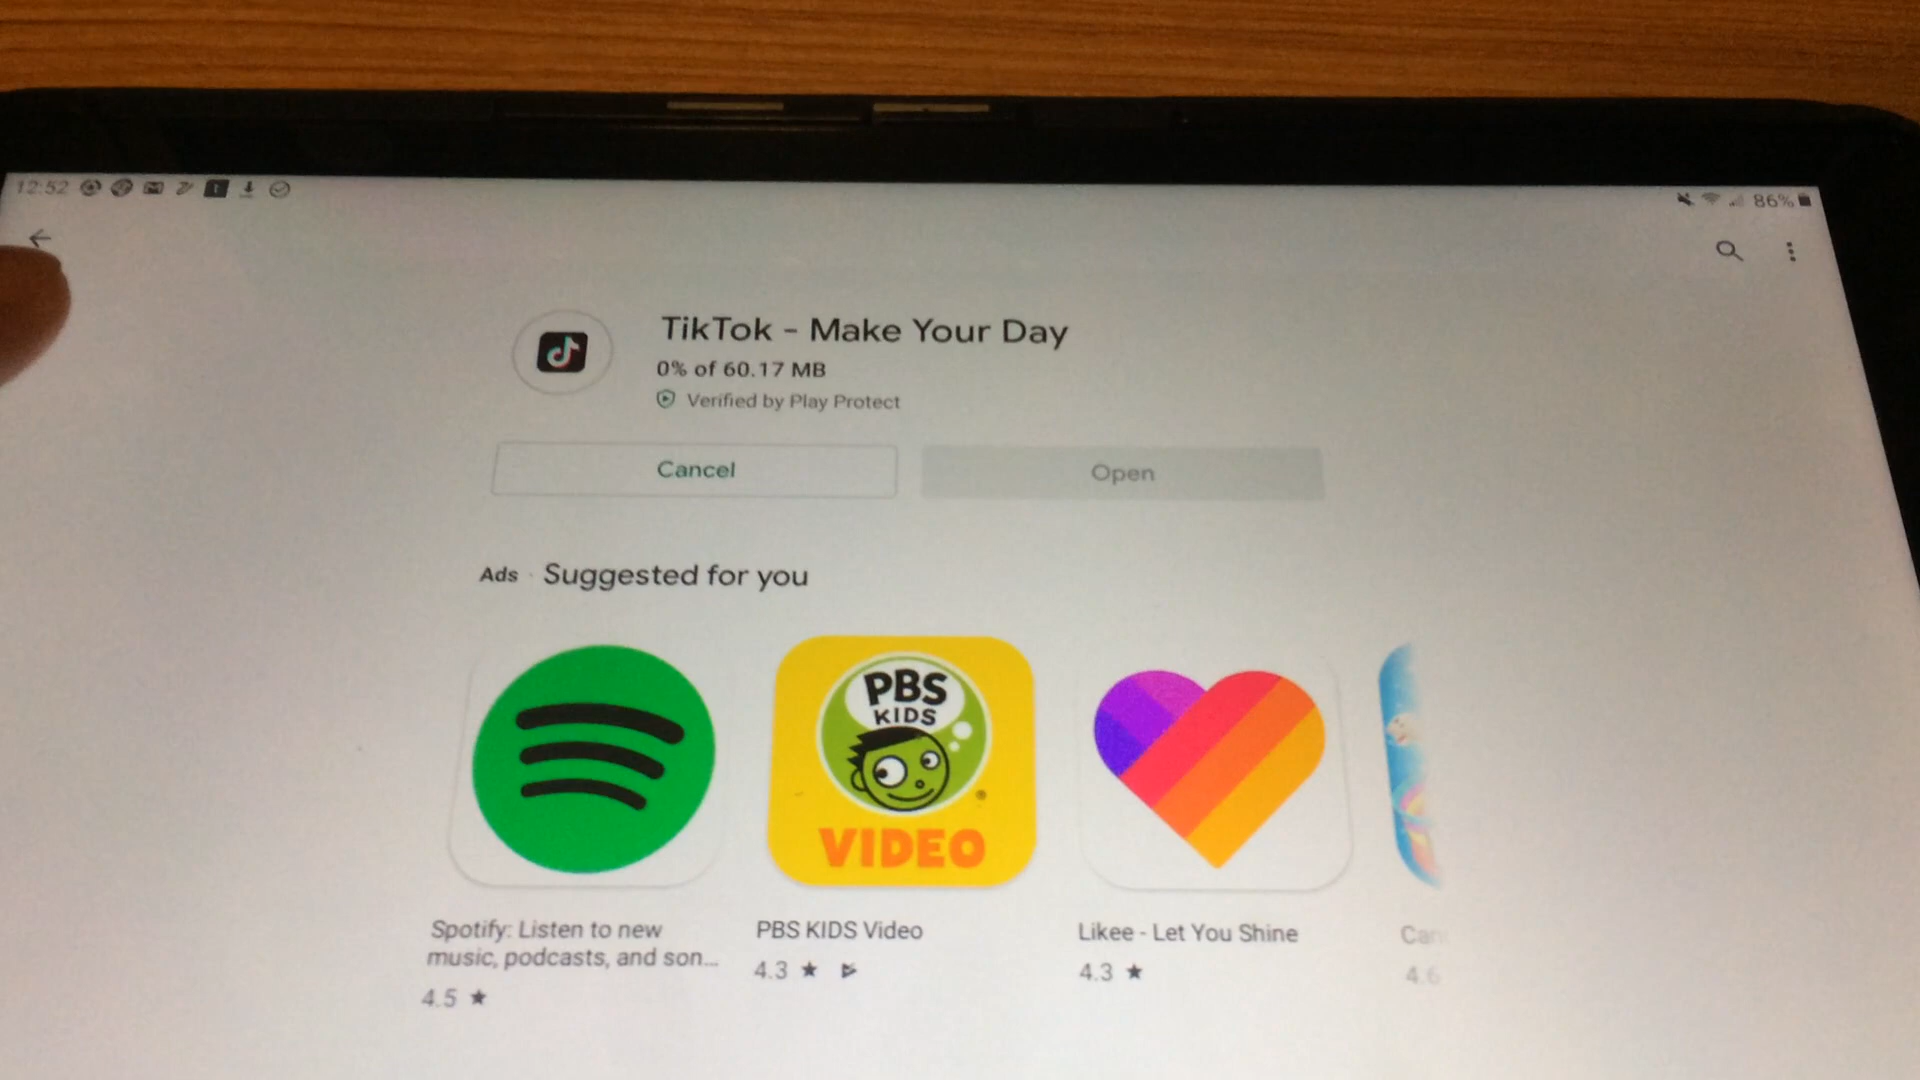 12:52
86%
TikTok - Make Your Day
0% of 60.17 MB
Verified by Play Protect
Cancel
Open
Ads · Suggested for you
PBS
KIDS
VIDEO
Spotify: Listen to new
music, podcasts, and son...
4.5 ★
PBS KIDS Video
4.3 ★
Likee - Let You Shine
4.3 ★
4.6